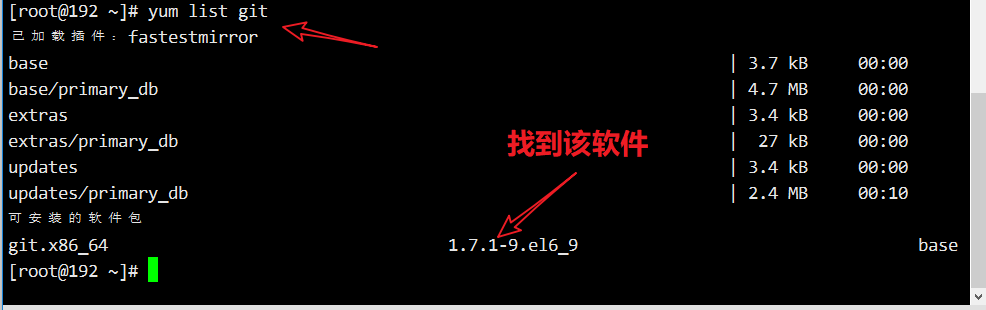 [root@192 ~]# yum list git
已加载插件：fastestmirror
base | 3.7 kB 00:00
base/primary_db | 4.7 MB 00:00
extras | 3.4 kB 00:00
extras/primary_db | 27 kB 00:00
找到该软件
updates | 3.4 kB 00:00
updates/primary_db | 2.4 MB 00:10
可安装的软件包
git.x86_64 1.7.1-9.el6_9 base
[root@192 ~]#